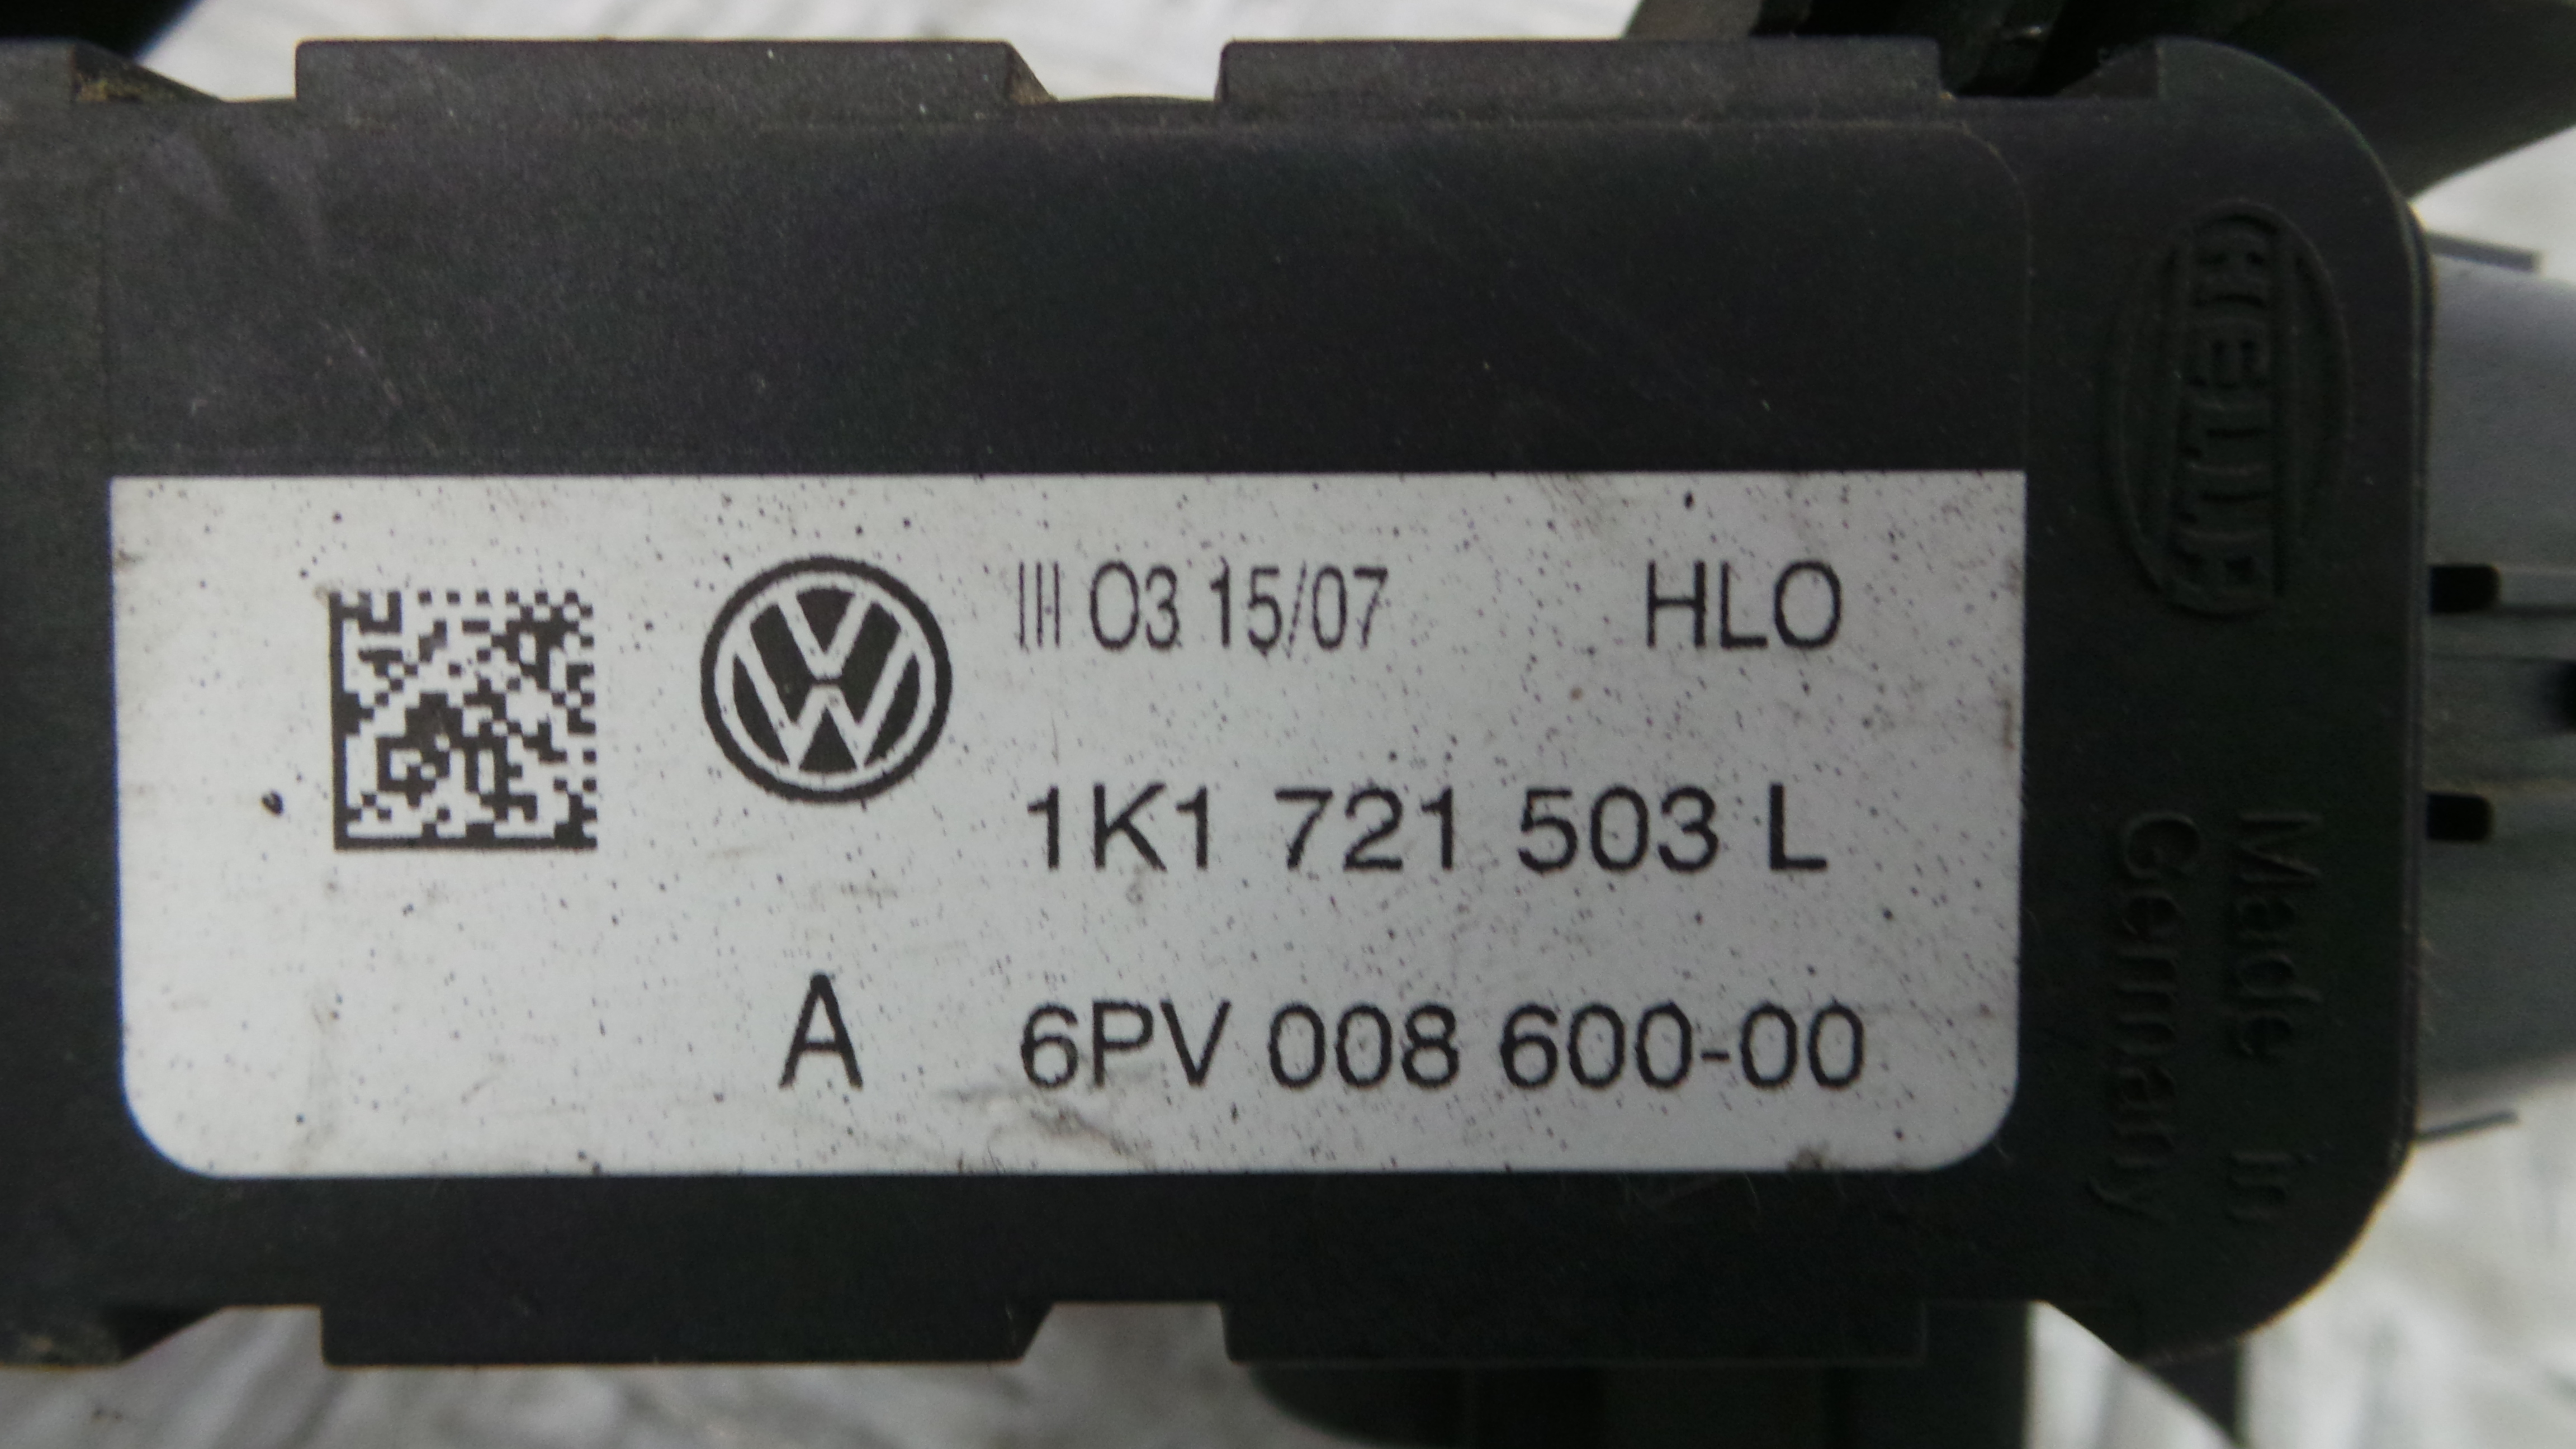 III 03 15/07 HLO
1K1 721 503 L
A 6PV 008 600-00
HELLA
Made in
Germany